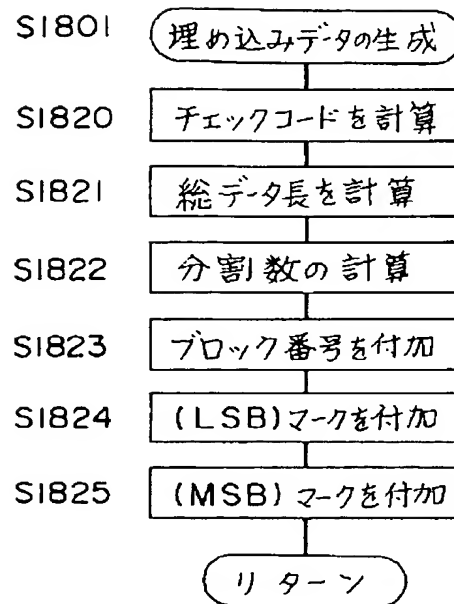 S1801 埋め込みデータの生成
S1820 チェックコードを計算
S1821 総データ長を計算
S1822 分割数の計算
S1823 ブロック番号を付加
S1824 (LSB)マークを付加
S1825 (MSB)マークを付加
リターン